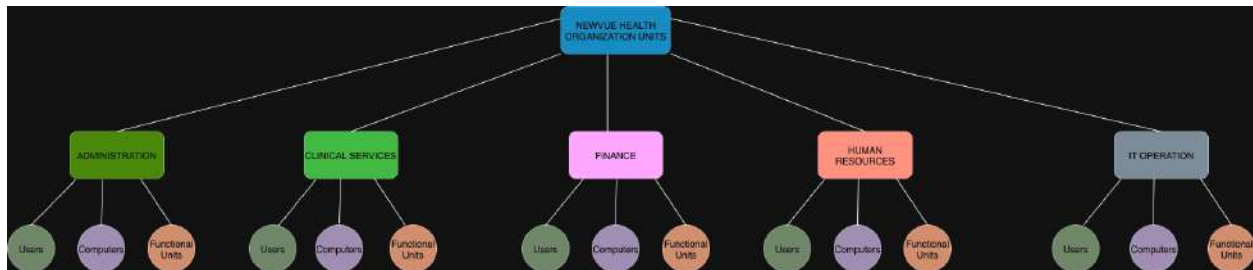 NEWVUE HEALTH
ORGANIZATION UNITS
ADMINISTRATION
CLINICAL SERVICES
FINANCE
HUMAN
RESOURCES
IT OPERATION
Users
Computers
Functional
Units
Users
Computers
Functional
Units
Users
Computers
Functional
Units
Users
Computers
Functional
Units
Users
Computers
Functional
Units